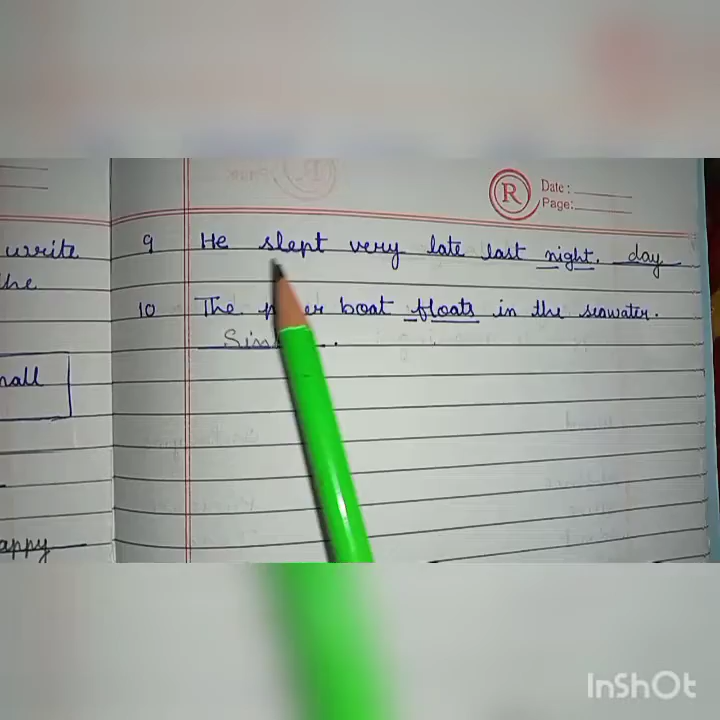 Date :
R
Page:
write
9 He slept very late last night. day
the
10 The boat floats in the seawater.
mall
appy
InShOt